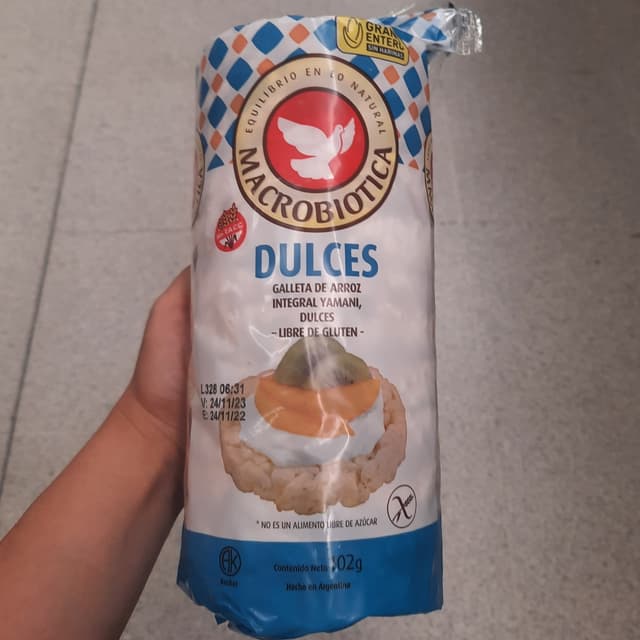 GRANO
ENTERO
SIN HARINAS
EQUILIBRIO EN LO NATURAL
MACROBIOTICA
SIN T.A.C.C.
DULCES
GALLETA DE ARROZ
INTEGRAL YAMANI,
DULCES
- LIBRE DE GLUTEN -
L328 06:31
V: 24/11/23
E: 24/11/22
* NO ES UN ALIMENTO LIBRE DE AZÚCAR
Contenido Neto: 102g
Hecho en Argentina